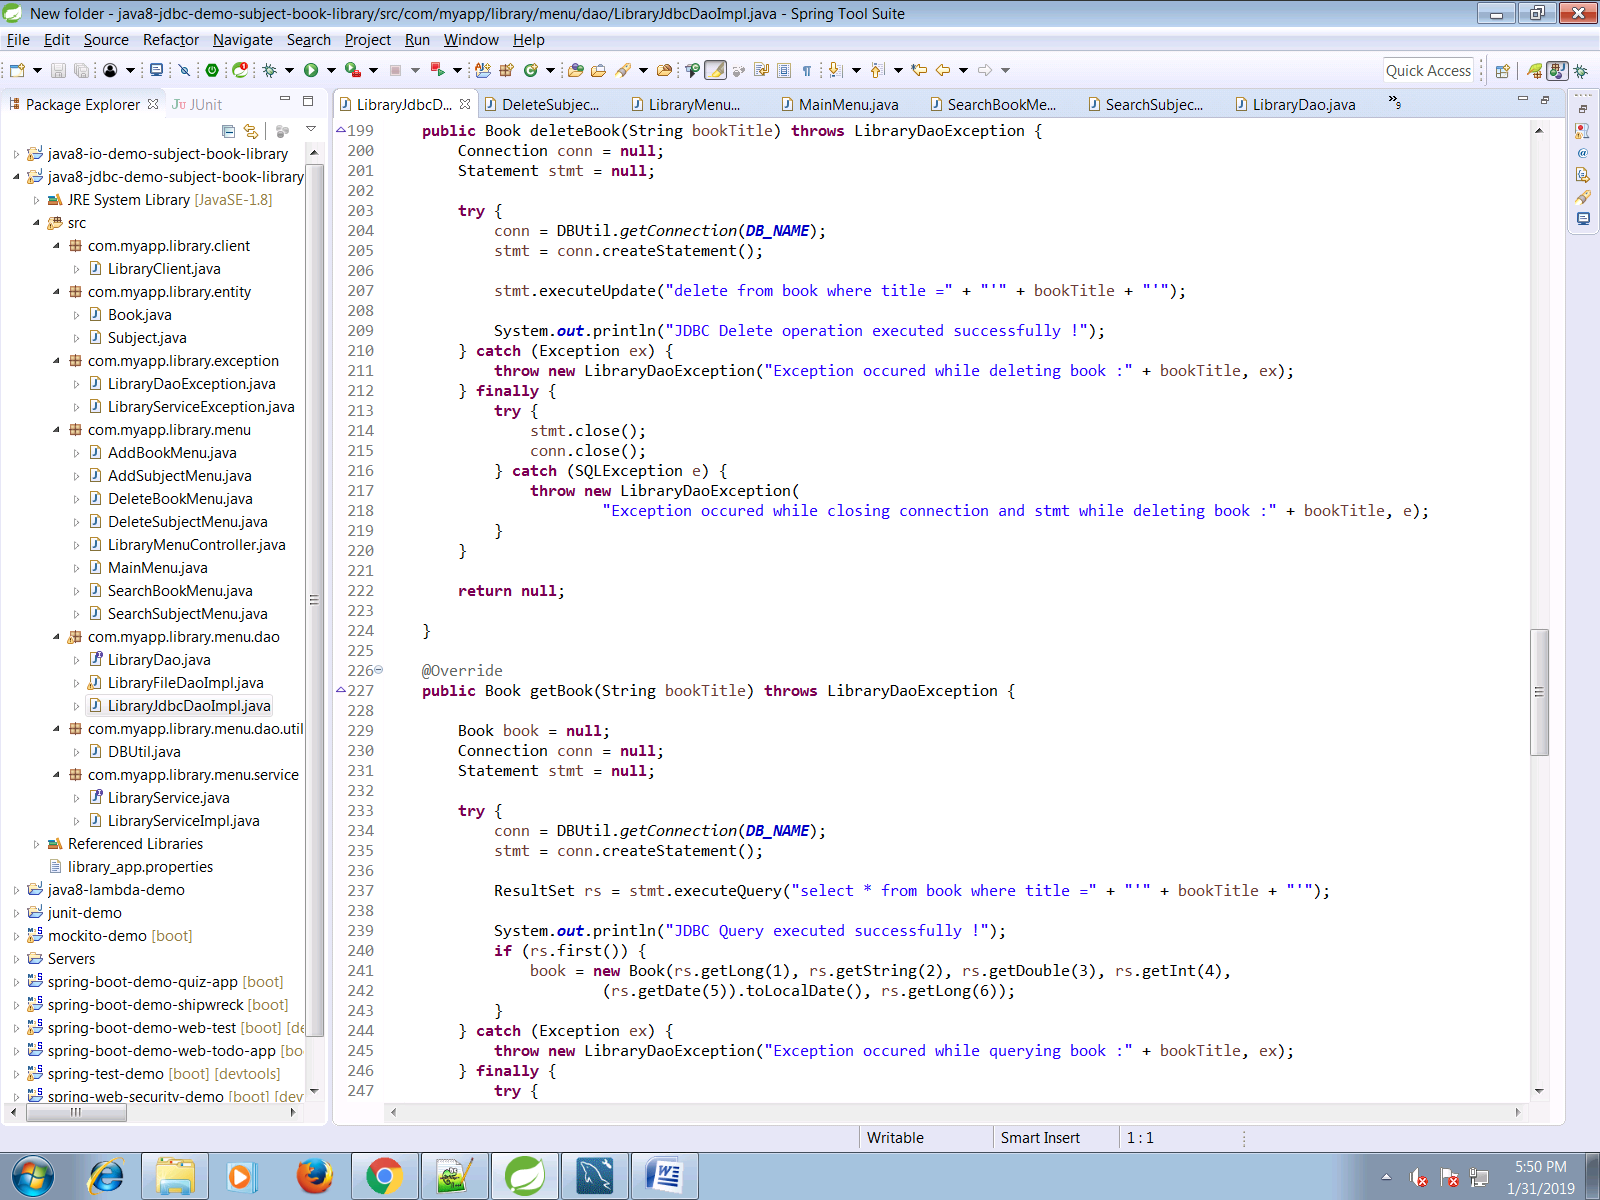 New folder - java8-jdbc-demo-subject-book-library/src/com/myapp/library/menu/dao/LibraryJdbcDaoImpl.java - Spring Tool Suite
File Edit Source Refactor Navigate Search Project Run Window Help
Quick Access
Package Explorer JUnit
LibraryJdbcD... DeleteSubjec... LibraryMenu... MainMenu.java SearchBookMe... SearchSubjec... LibraryDao.java »9
java8-io-demo-subject-book-library
java8-jdbc-demo-subject-book-library
JRE System Library [JavaSE-1.8]
src
com.myapp.library.client
LibraryClient.java
com.myapp.library.entity
Book.java
Subject.java
com.myapp.library.exception
LibraryDaoException.java
LibraryServiceException.java
com.myapp.library.menu
AddBookMenu.java
AddSubjectMenu.java
DeleteBookMenu.java
DeleteSubjectMenu.java
LibraryMenuController.java
MainMenu.java
SearchBookMenu.java
SearchSubjectMenu.java
com.myapp.library.menu.dao
LibraryDao.java
LibraryFileDaoImpl.java
LibraryJdbcDaoImpl.java
com.myapp.library.menu.dao.util
DBUtil.java
com.myapp.library.menu.service
LibraryService.java
LibraryServiceImpl.java
Referenced Libraries
library_app.properties
java8-lambda-demo
junit-demo
mockito-demo [boot]
Servers
spring-boot-demo-quiz-app [boot]
spring-boot-demo-shipwreck [boot]
spring-boot-demo-web-test [boot] [de
spring-boot-demo-web-todo-app [bo
spring-test-demo [boot] [devtools]
spring-web-security-demo [boot] [dev
199 public Book deleteBook(String bookTitle) throws LibraryDaoException {
200 Connection conn = null;
201 Statement stmt = null;
202
203 try {
204 conn = DBUtil.getConnection(DB_NAME);
205 stmt = conn.createStatement();
206
207 stmt.executeUpdate("delete from book where title =" + "'" + bookTitle + "'");
208
209 System.out.println("JDBC Delete operation executed successfully !");
210 } catch (Exception ex) {
211 throw new LibraryDaoException("Exception occured while deleting book :" + bookTitle, ex);
212 } finally {
213 try {
214 stmt.close();
215 conn.close();
216 } catch (SQLException e) {
217 throw new LibraryDaoException(
218 "Exception occured while closing connection and stmt while deleting book :" + bookTitle, e);
219 }
220 }
221
222 return null;
223
224 }
225
226 @Override
227 public Book getBook(String bookTitle) throws LibraryDaoException {
228
229 Book book = null;
230 Connection conn = null;
231 Statement stmt = null;
232
233 try {
234 conn = DBUtil.getConnection(DB_NAME);
235 stmt = conn.createStatement();
236
237 ResultSet rs = stmt.executeQuery("select * from book where title =" + "'" + bookTitle + "'");
238
239 System.out.println("JDBC Query executed successfully !");
240 if (rs.first()) {
241 book = new Book(rs.getLong(1), rs.getString(2), rs.getDouble(3), rs.getInt(4),
242 (rs.getDate(5)).toLocalDate(), rs.getLong(6));
243 }
244 } catch (Exception ex) {
245 throw new LibraryDaoException("Exception occured while querying book :" + bookTitle, ex);
246 } finally {
247 try {
Writable Smart Insert 1 : 1
5:50 PM
1/31/2019